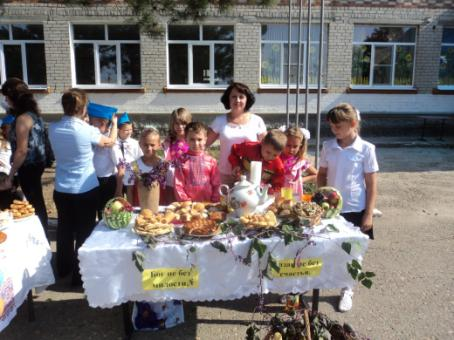 Бог не без
милости,
Казак не без
счастья.